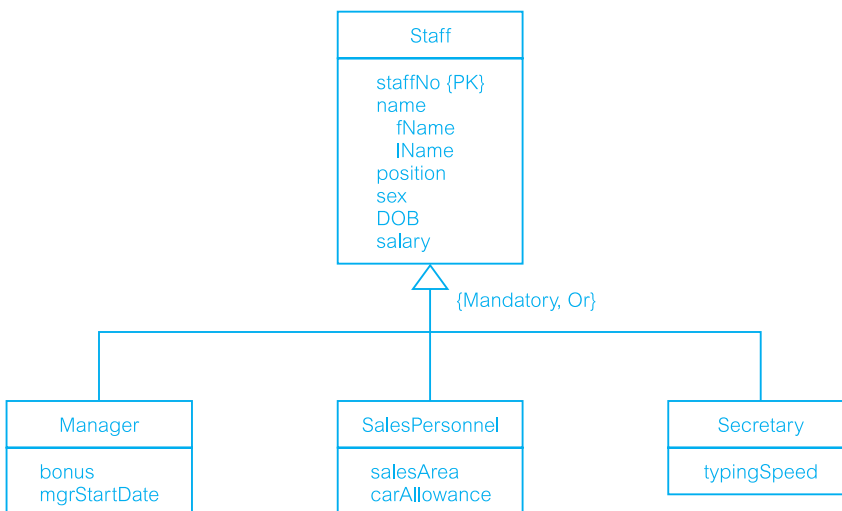 Staff
staffNo {PK}
name
fName
lName
position
sex
DOB
salary
{Mandatory, Or}
Manager
bonus
mgrStartDate
SalesPersonnel
salesArea
carAllowance
Secretary
typingSpeed